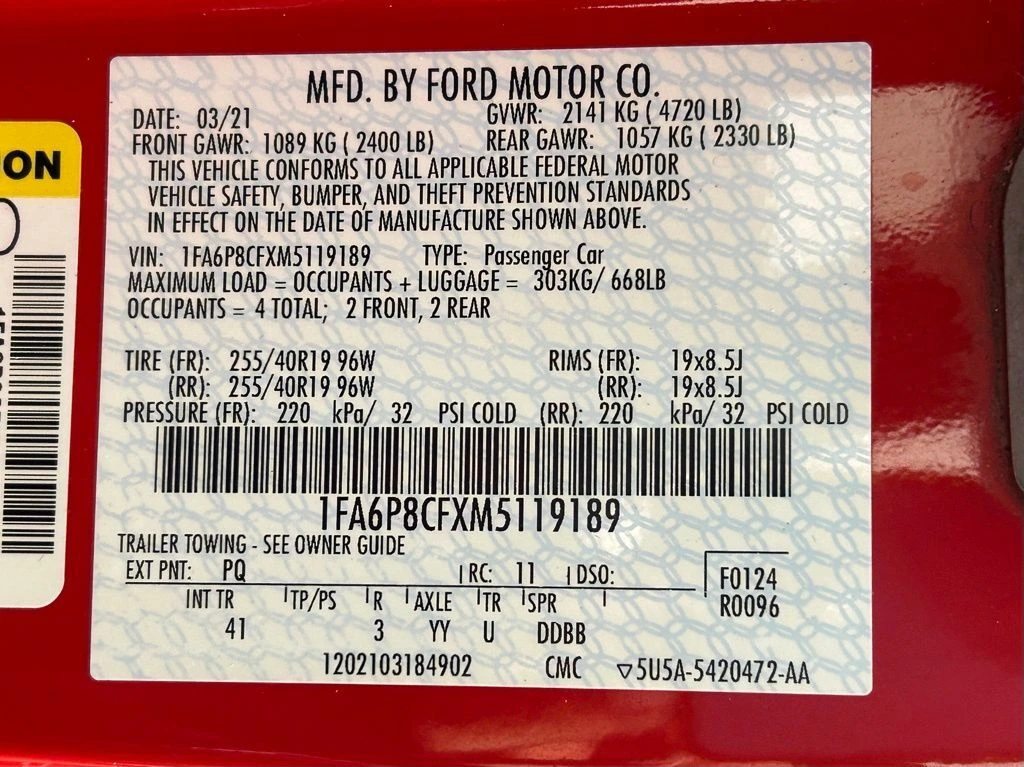 MFD. BY FORD MOTOR CO.
DATE: 03/21 GVWR: 2141 KG ( 4720 LB)
FRONT GAWR: 1089 KG ( 2400 LB) REAR GAWR: 1057 KG ( 2330 LB)
THIS VEHICLE CONFORMS TO ALL APPLICABLE FEDERAL MOTOR
VEHICLE SAFETY, BUMPER, AND THEFT PREVENTION STANDARDS
IN EFFECT ON THE DATE OF MANUFACTURE SHOWN ABOVE.
VIN: 1FA6P8CFXM5119189 TYPE: Passenger Car
MAXIMUM LOAD = OCCUPANTS + LUGGAGE = 303KG/ 668LB
OCCUPANTS = 4 TOTAL; 2 FRONT, 2 REAR
TIRE (FR): 255/40R19 96W RIMS (FR): 19x8.5J
(RR): 255/40R19 96W (RR): 19x8.5J
PRESSURE (FR): 220 kPa/ 32 PSI COLD (RR): 220 kPa/ 32 PSI COLD
1FA6P8CFXM5119189
TRAILER TOWING - SEE OWNER GUIDE
EXT PNT: PQ RC: 11 DSO:
F0124
INT TR TP/PS R AXLE TR SPR
R0096
41 3 YY U DDBB
1202103184902 CMC ▽5U5A-5420472-AA
ON